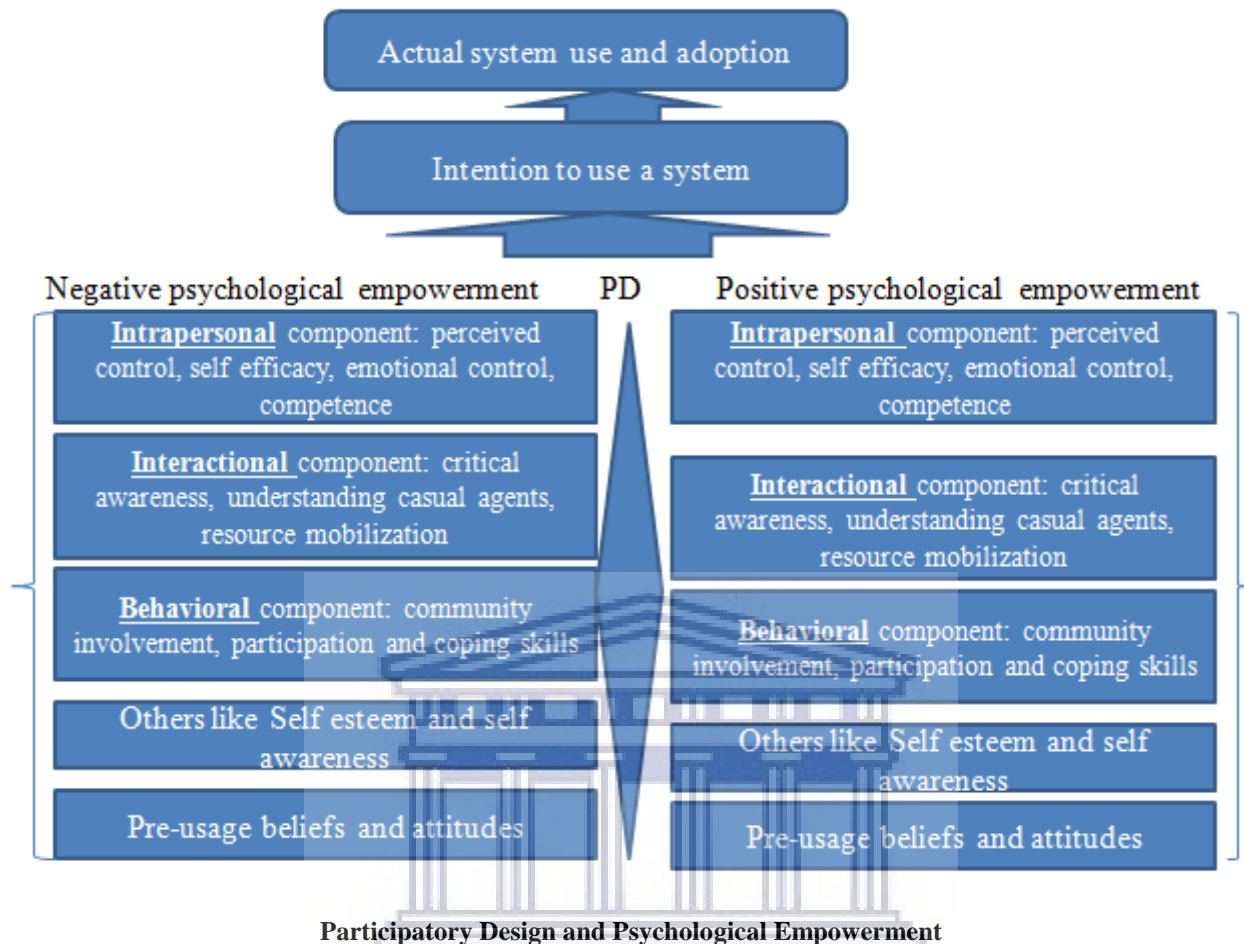 Actual system use and adoption
Intention to use a system
Negative psychological empowerment
PD
Positive psychological empowerment
Intrapersonal component: perceived
control, self efficacy, emotional control,
competence
Interactional component: critical
awareness, understanding casual agents,
resource mobilization
Behavioral component: community
involvement, participation and coping skills
Others like Self esteem and self
awareness
Pre-usage beliefs and attitudes
Intrapersonal component: perceived
control, self efficacy, emotional control,
competence
Interactional component: critical
awareness, understanding casual agents,
resource mobilization
Behavioral component: community
involvement, participation and coping skills
Others like Self esteem and self
awareness
Pre-usage beliefs and attitudes
Participatory Design and Psychological Empowerment